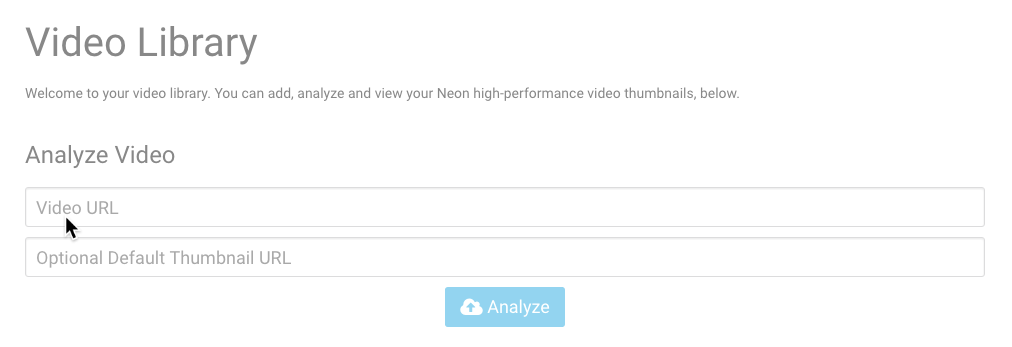 Video Library
Welcome to your video library. You can add, analyze and view your Neon high-performance video thumbnails, below.
Analyze Video
Video URL
Optional Default Thumbnail URL
Analyze